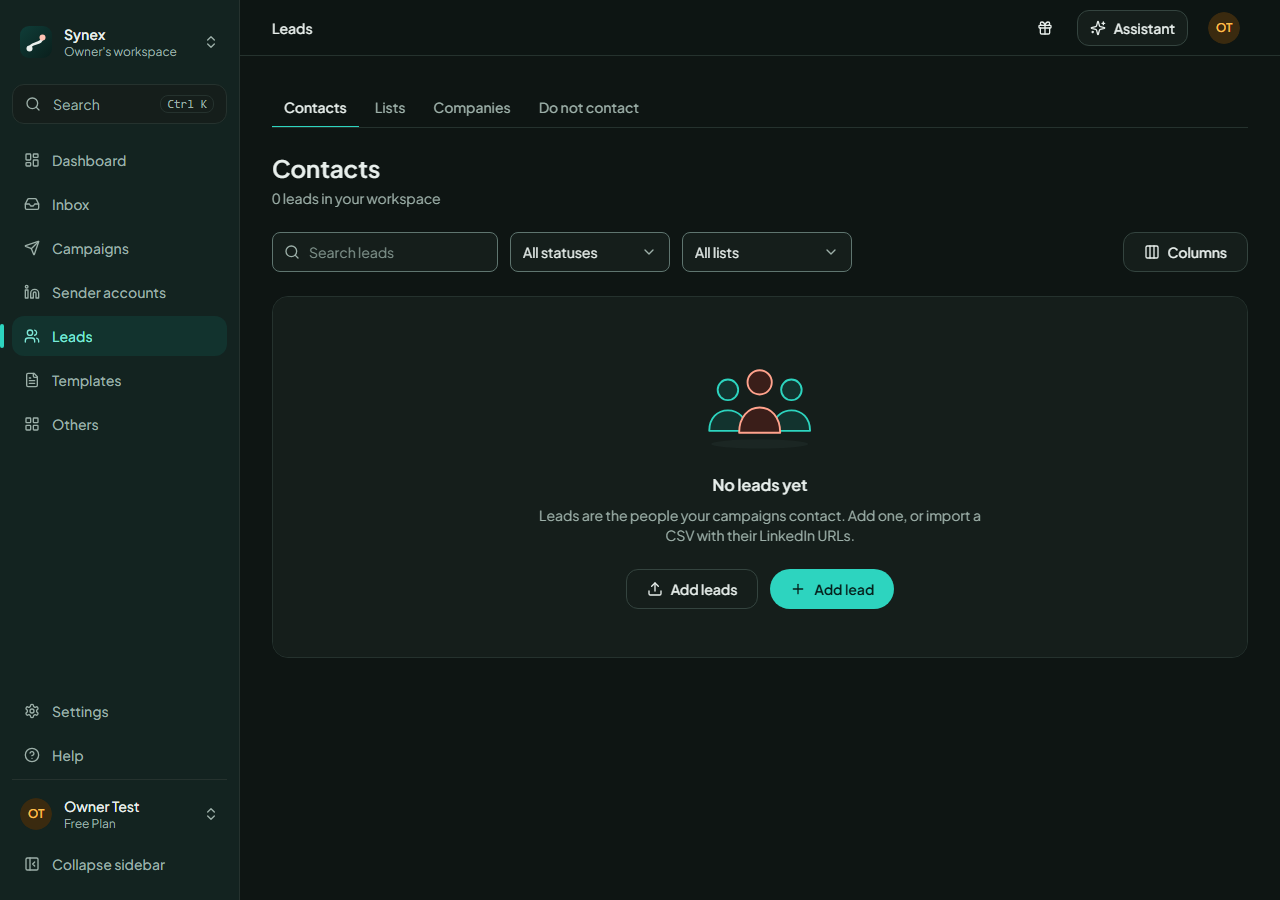 Synex
Owner's workspace
Search
Ctrl K
Dashboard
Inbox
Campaigns
Sender accounts
Leads
Templates
Others
Settings
Help
OT
Owner Test
Free Plan
Collapse sidebar
Leads
Assistant
OT
Contacts
Lists
Companies
Do not contact
Contacts
0 leads in your workspace
Search leads
All statuses
All lists
Columns
No leads yet
Leads are the people your campaigns contact. Add one, or import a
CSV with their LinkedIn URLs.
Add leads
Add lead